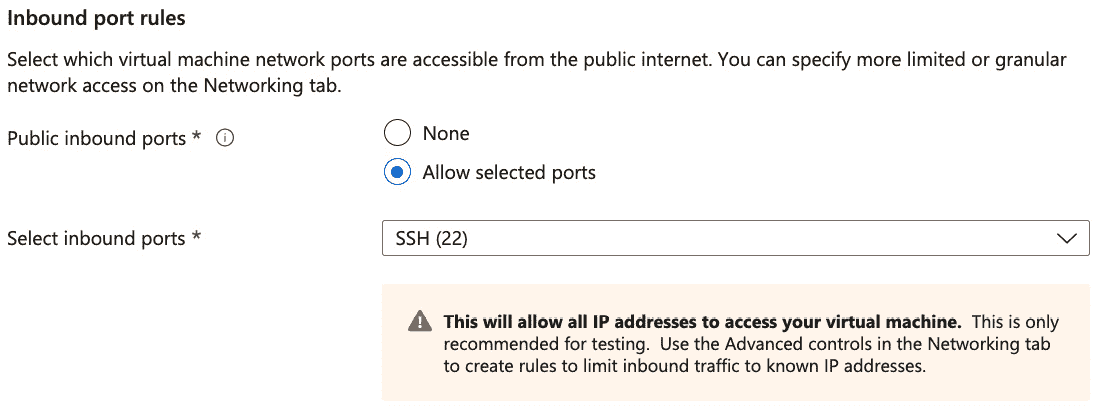 Inbound port rules
Select which virtual machine network ports are accessible from the public internet. You can specify more limited or granular
network access on the Networking tab.
Public inbound ports *
None
Allow selected ports
Select inbound ports *
SSH (22)
This will allow all IP addresses to access your virtual machine. This is only
recommended for testing. Use the Advanced controls in the Networking tab
to create rules to limit inbound traffic to known IP addresses.